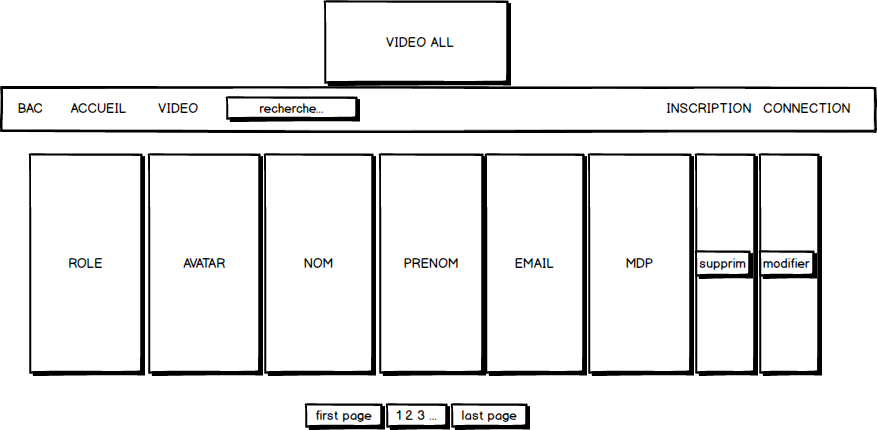 VIDEO ALL
BAC ACCUEIL VIDEO recherche... INSCRIPTION CONNECTION
ROLE AVATAR NOM PRENOM EMAIL MDP supprim modifier
first page 1 2 3 ... last page